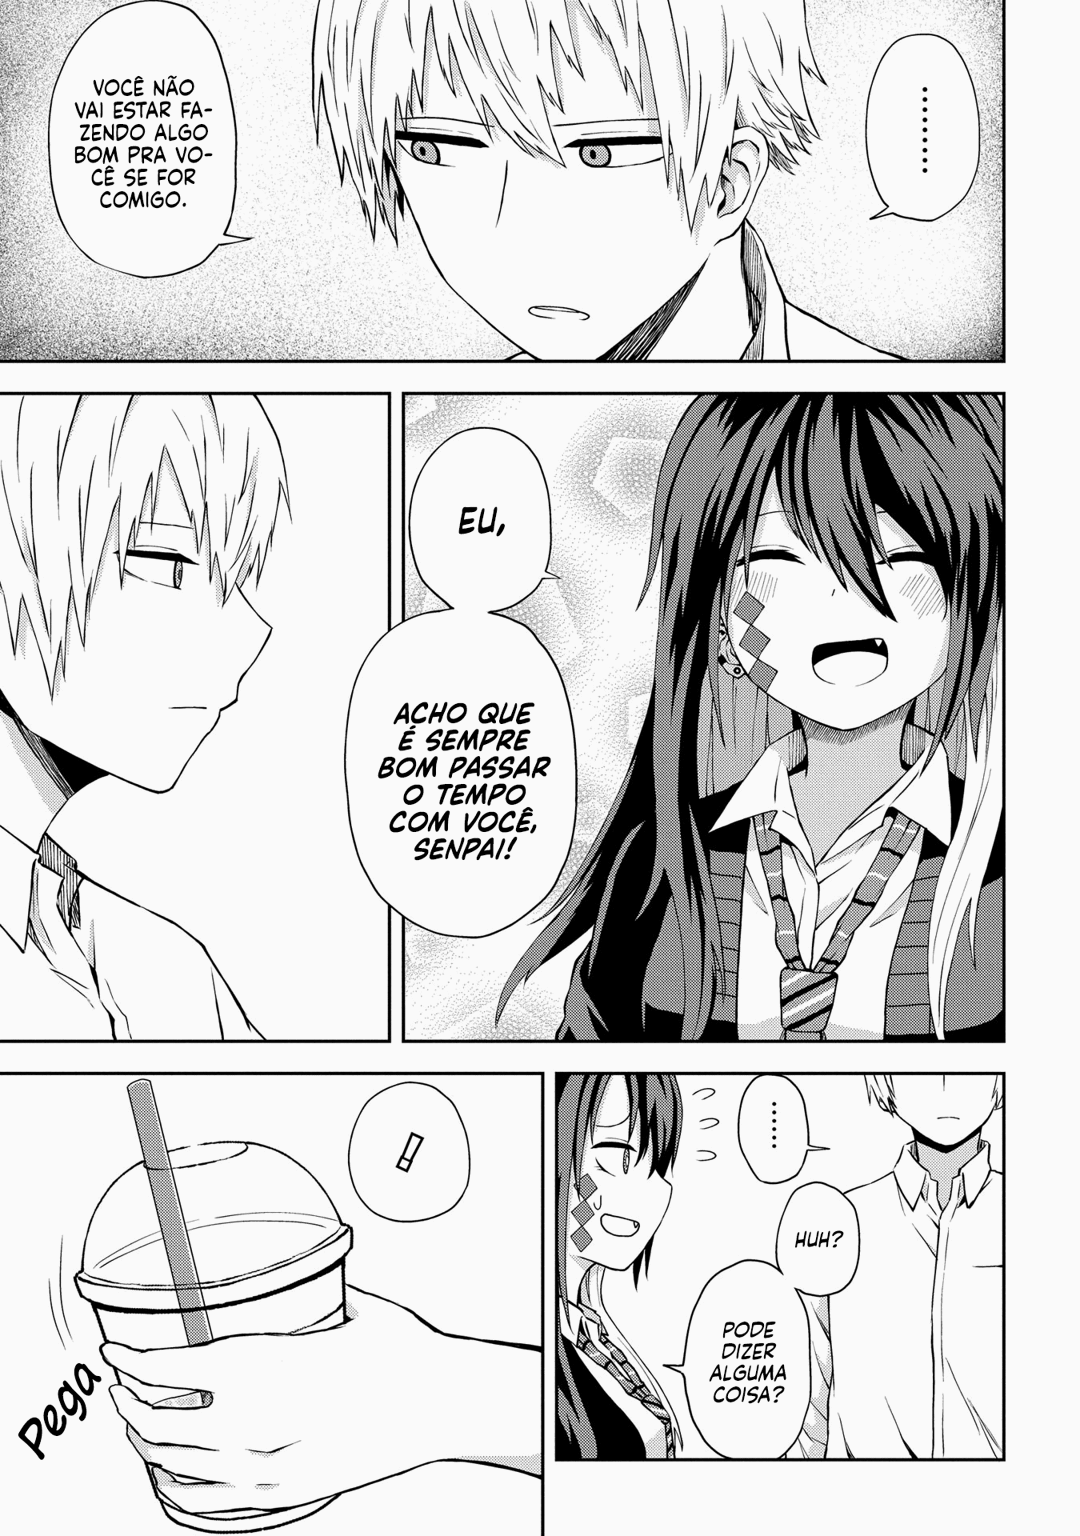 .........
VOCÊ NÃO
VAI ESTAR FA-
ZENDO ALGO
BOM PRA VO-
CÊ SE FOR
COMIGO.
EU,
ACHO QUE
É SEMPRE
BOM PASSAR
O TEMPO
COM VOCÊ,
SENPAI!
......
HUH?
PODE
DIZER
ALGUMA
COISA?
!
Pega